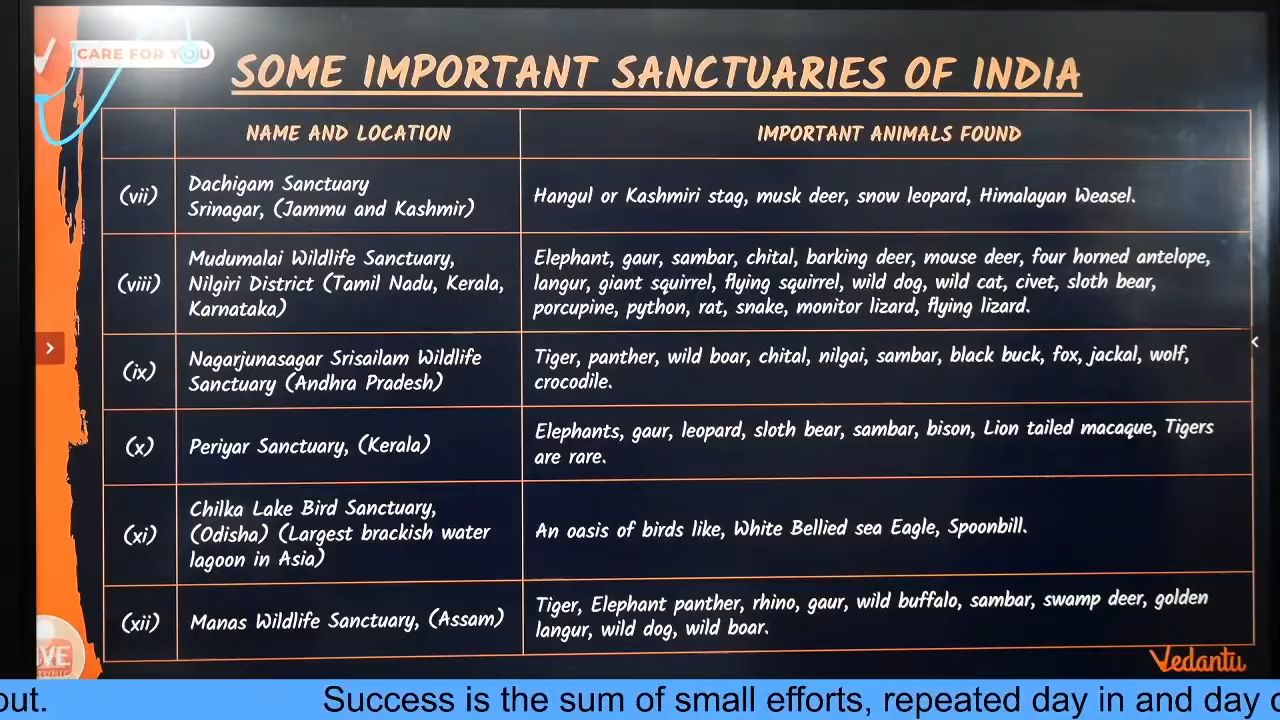 CARE FOR YOU
SOME IMPORTANT SANCTUARIES OF INDIA
NAME AND LOCATION
IMPORTANT ANIMALS FOUND
(vii)
Dachigam Sanctuary
Srinagar, (Jammu and Kashmir)
Hangul or Kashmiri stag, musk deer, snow leopard, Himalayan Weasel.
(viii)
Mudumalai Wildlife Sanctuary,
Nilgiri District (Tamil Nadu, Kerala,
Karnataka)
Elephant, gaur, sambar, chital, barking deer, mouse deer, four horned antelope,
langur, giant squirrel, flying squirrel, wild dog, wild cat, civet, sloth bear,
porcupine, python, rat, snake, monitor lizard, flying lizard.
(ix)
Nagarjunasagar Srisailam Wildlife
Sanctuary (Andhra Pradesh)
Tiger, panther, wild boar, chital, nilgai, sambar, black buck, fox, jackal, wolf,
crocodile.
(x)
Periyar Sanctuary, (Kerala)
Elephants, gaur, leopard, sloth bear, sambar, bison, Lion tailed macaque, Tigers
are rare.
(xi)
Chilka Lake Bird Sanctuary,
(Odisha) (Largest brackish water
lagoon in Asia)
An oasis of birds like, White Bellied sea Eagle, Spoonbill.
(xii)
Manas Wildlife Sanctuary, (Assam)
Tiger, Elephant panther, rhino, gaur, wild buffalo, sambar, swamp deer, golden
langur, wild dog, wild boar.
Vedantu
out. Success is the sum of small efforts, repeated day in and day